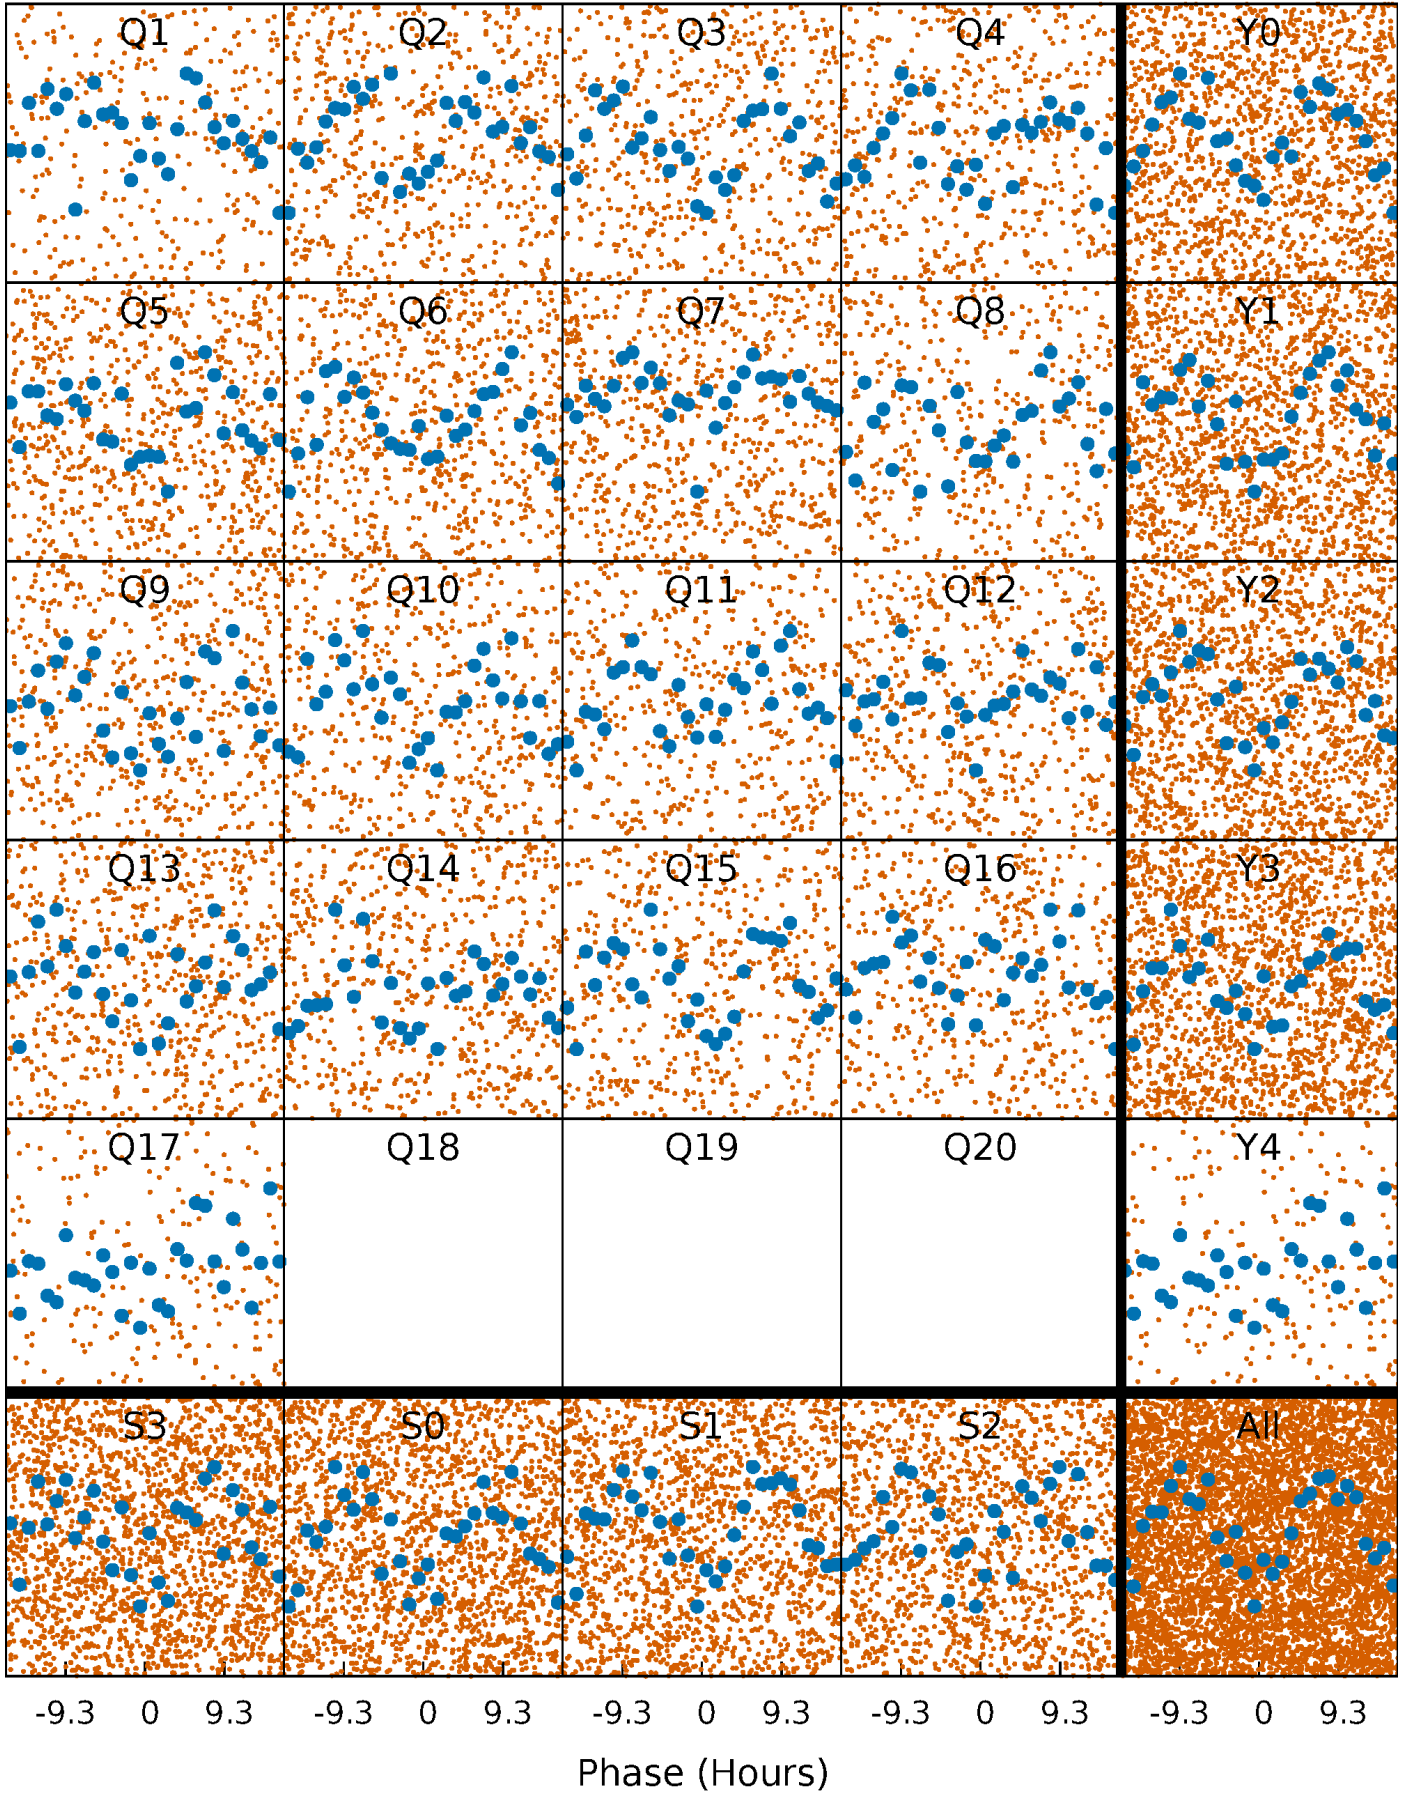 Q1 Q2 Q3 Q4 Y0
Q5 Q6 Q7 Q8 Y1
Q9 Q10 Q11 Q12 Y2
Q13 Q14 Q15 Q16 Y3
Q17 Q18 Q19 Q20 Y4
S3 S0 S1 S2 All
-9.3 0 9.3 -9.3 0 9.3 -9.3 0 9.3 -9.3 0 9.3 -9.3 0 9.3
Phase (Hours)